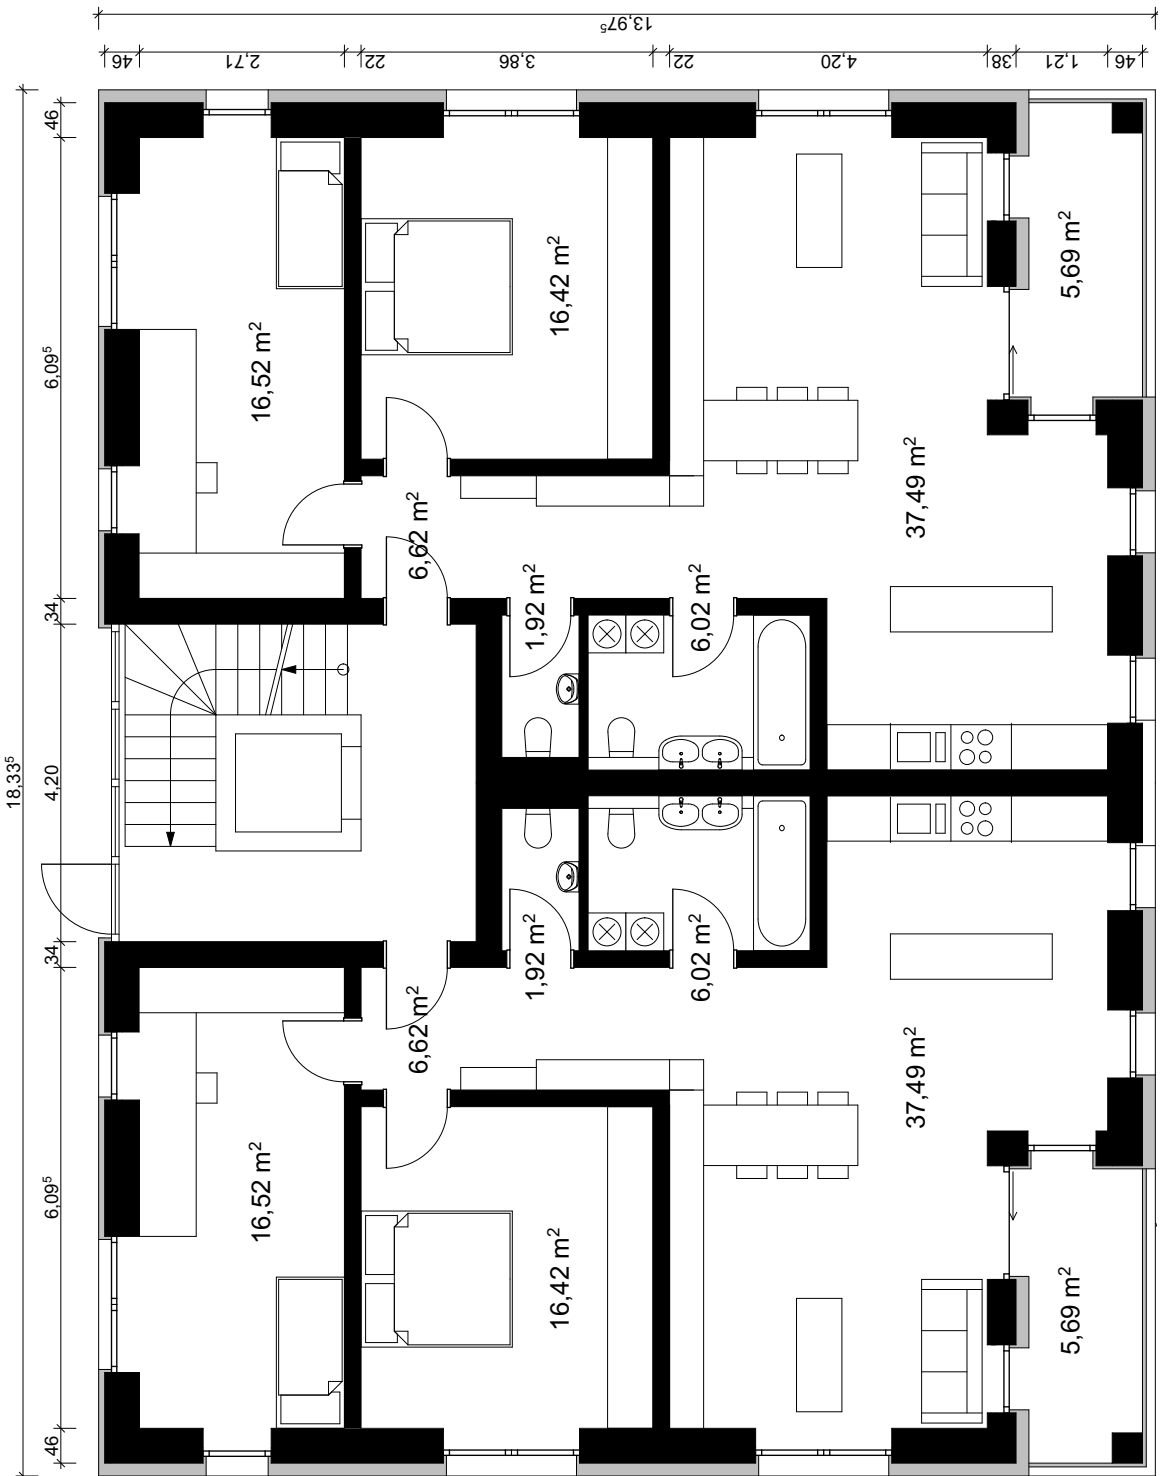 13,97⁵
46
2,71
22
3,86
22
4,20
38
1,21
46
18,33⁵
46
6,09⁵
34
4,20
34
6,09⁵
46
16,52 m²
16,42 m²
5,69 m²
6,62 m²
37,49 m²
1,92 m²
6,02 m²
1,92 m²
6,02 m²
6,62 m²
37,49 m²
16,52 m²
16,42 m²
5,69 m²